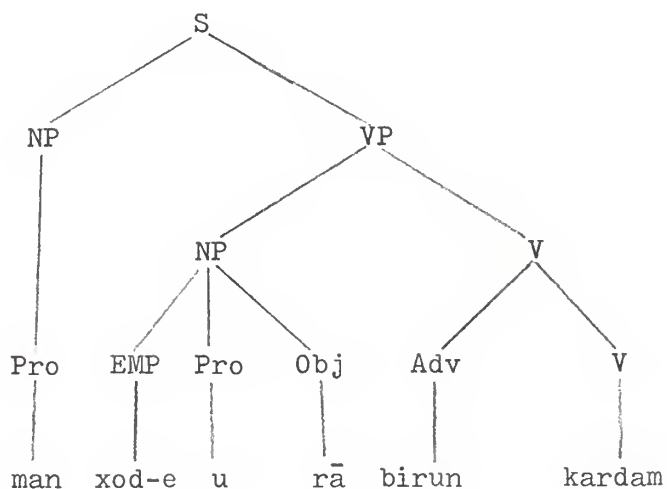 S
NP VP
NP V
Pro EMP Pro Obj Adv V
man xod-e u rā birun kardam